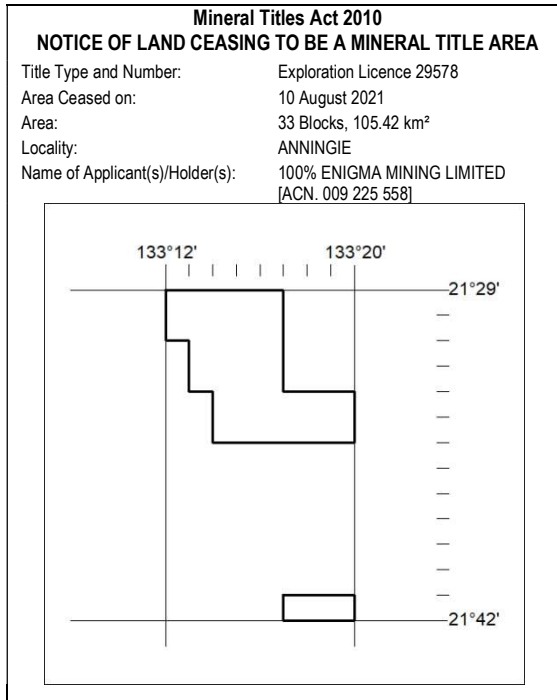 Mineral Titles Act 2010
NOTICE OF LAND CEASING TO BE A MINERAL TITLE AREA
Title Type and Number: Exploration Licence 29578
Area Ceased on: 10 August 2021
Area: 33 Blocks, 105.42 km²
Locality: ANNINGIE
Name of Applicant(s)/Holder(s): 100% ENIGMA MINING LIMITED
[ACN. 009 225 558]
133°12' 133°20'
21°29'
21°42'